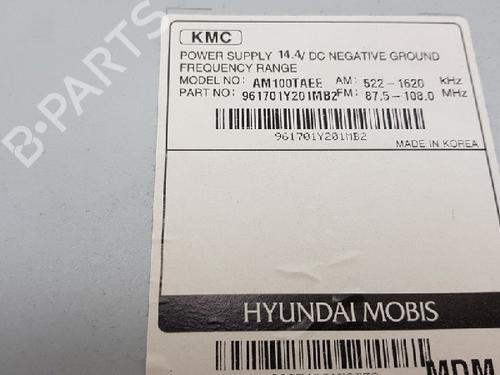 KMC
POWER SUPPLY 14.4V DC NEGATIVE GROUND
FREQUENCY RANGE
MODEL NO: AM100TAEE AM: 522-1620 kHz
PART NO: 961701Y201MB2 FM: 87.5-108.0 MHz
961701Y201MB2
MADE IN KOREA
HYUNDAI MOBIS
MDM
B-PARTS